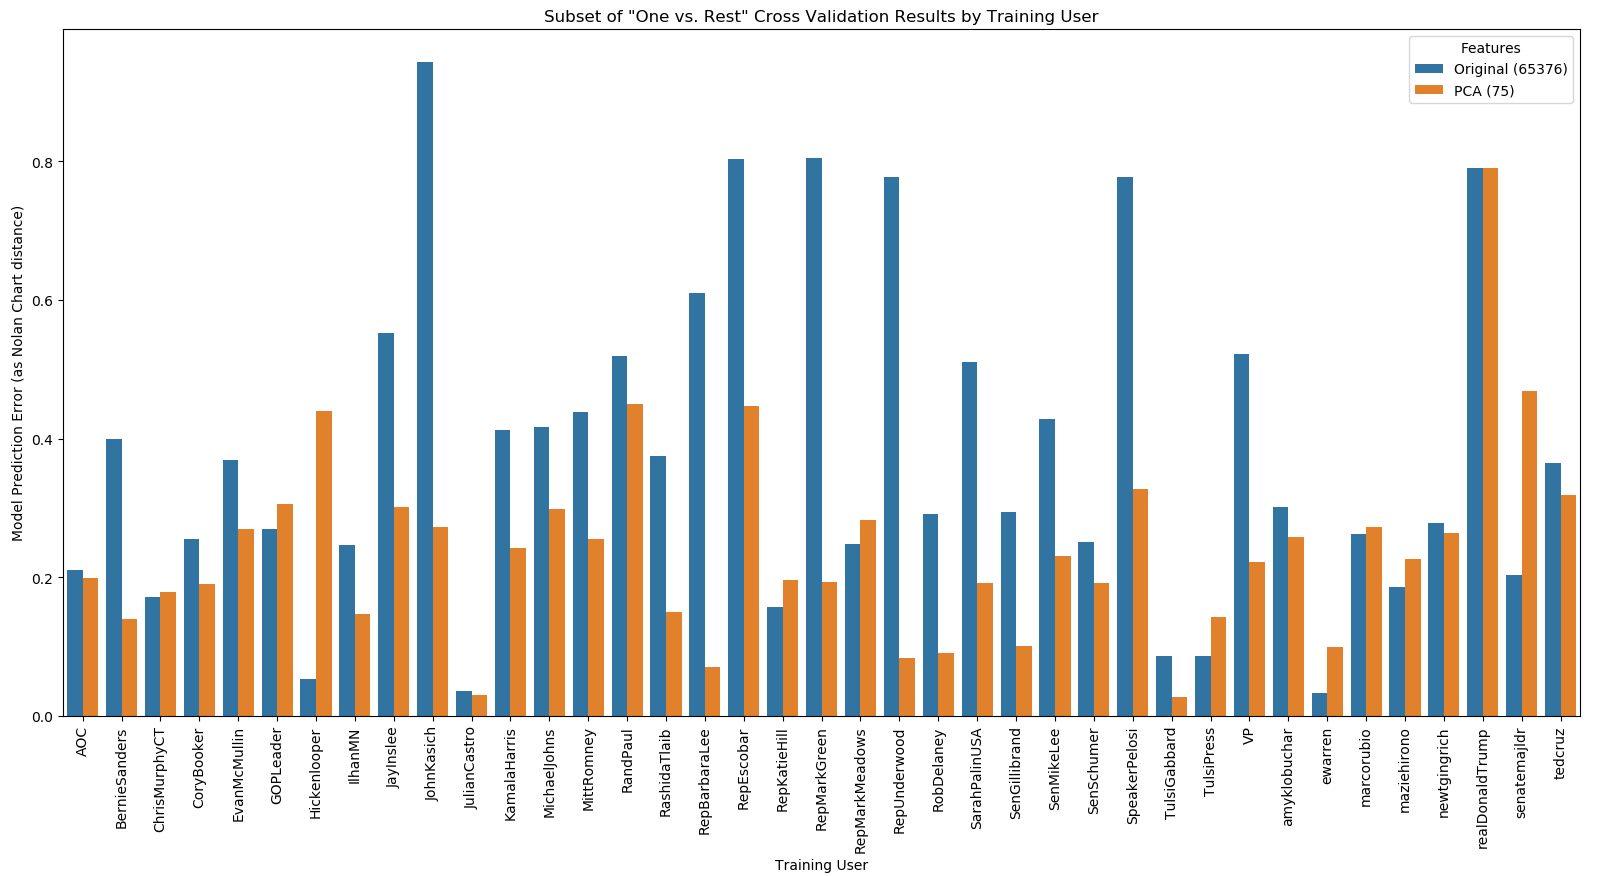 Subset of "One vs. Rest" Cross Validation Results by Training User
Features
Original (65376)
PCA (75)
Model Prediction Error (as Nolan Chart distance)
0.8
0.6
0.4
0.2
0.0
AOC
BernieSanders
ChrisMurphyCT
CoryBooker
EvanMcMullin
GOPLeader
Hickenlooper
IlhanMN
JayInslee
JohnKasich
JulianCastro
KamalaHarris
MichaelJohns
MittRomney
RandPaul
RashidaTlaib
RepBarbaraLee
RepEscobar
RepKatieHill
RepMarkGreen
RepMarkMeadows
RepUnderwood
RobDelaney
SarahPalinUSA
SenGillibrand
SenMikeLee
SenSchumer
SpeakerPelosi
TulsiGabbard
TulsiPress
VP
amyklobuchar
ewarren
marcorubio
maziehirono
newtgingrich
realDonaldTrump
senatemajldr
tedcruz
Training User